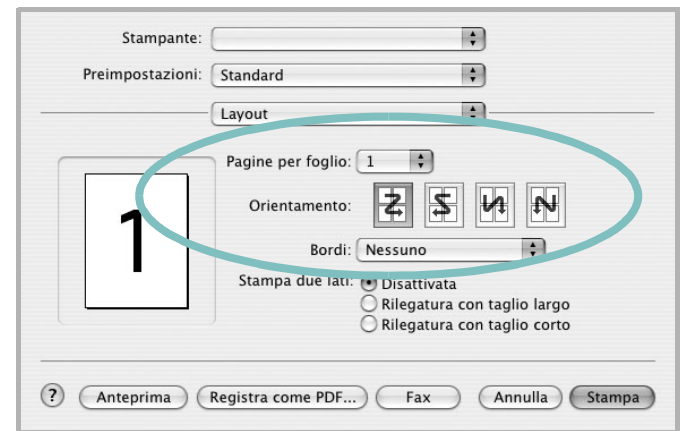 Stampante:
Preimpostazioni: Standard
Layout
Pagine per foglio: 1
Orientamento:
1
Bordi: Nessuno
Stampa due lati: Disattivata
Rilegatura con taglio largo
Rilegatura con taglio corto
? Anteprima Registra come PDF... Fax Annulla Stampa